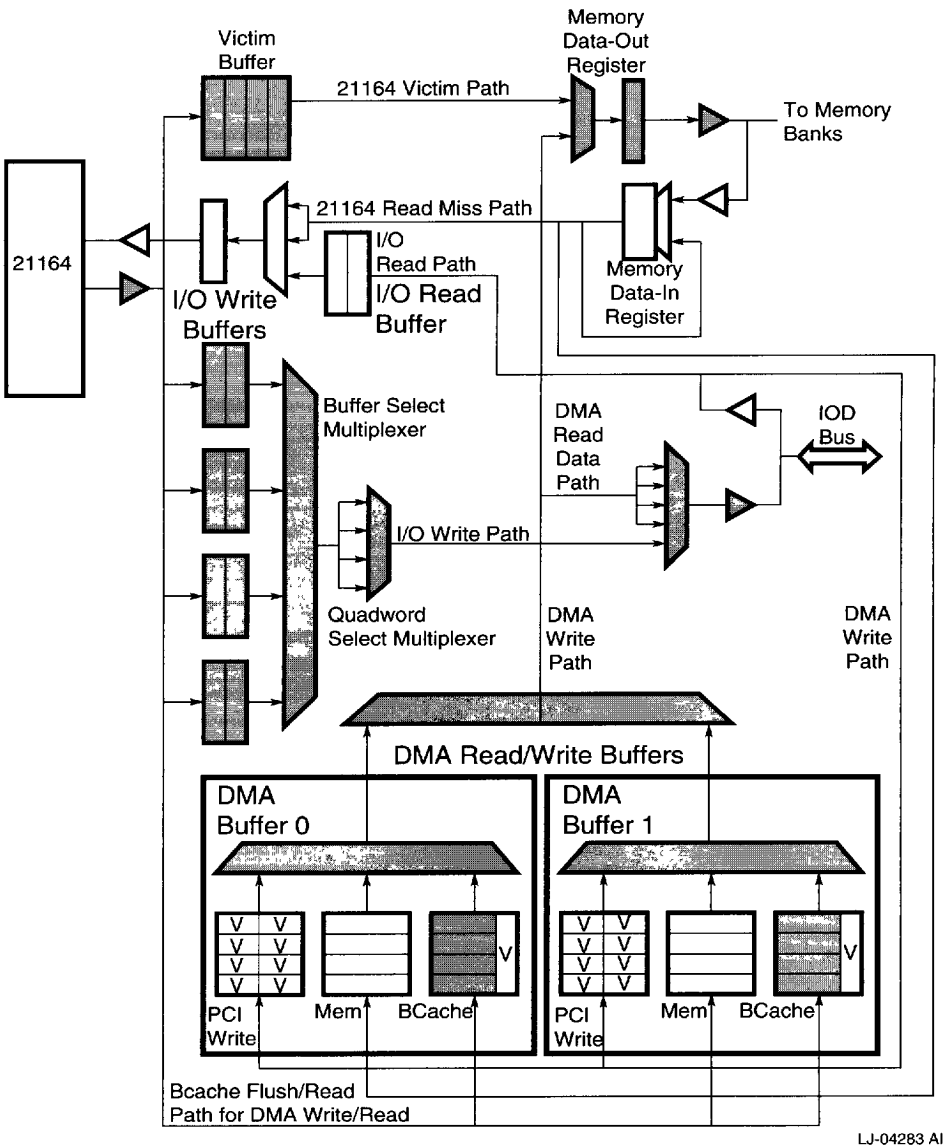 Victim
Buffer
Memory
Data-Out
Register
21164 Victim Path
To Memory
Banks
21164
21164 Read Miss Path
I/O
Read Path
I/O Read
Buffer
Memory
Data-In
Register
I/O Write
Buffers
Buffer Select
Multiplexer
DMA
Read
Data
Path
IOD
Bus
I/O Write Path
Quadword
Select Multiplexer
DMA
Write
Path
DMA
Write
Path
DMA Read/Write Buffers
DMA
Buffer 0
V V
V V
V V
V V
V
PCI
Write
Mem
BCache
DMA
Buffer 1
V V
V V
V V
V V
V
PCI
Write
Mem
BCache
Bcache Flush/Read
Path for DMA Write/Read
LJ-04283 AI